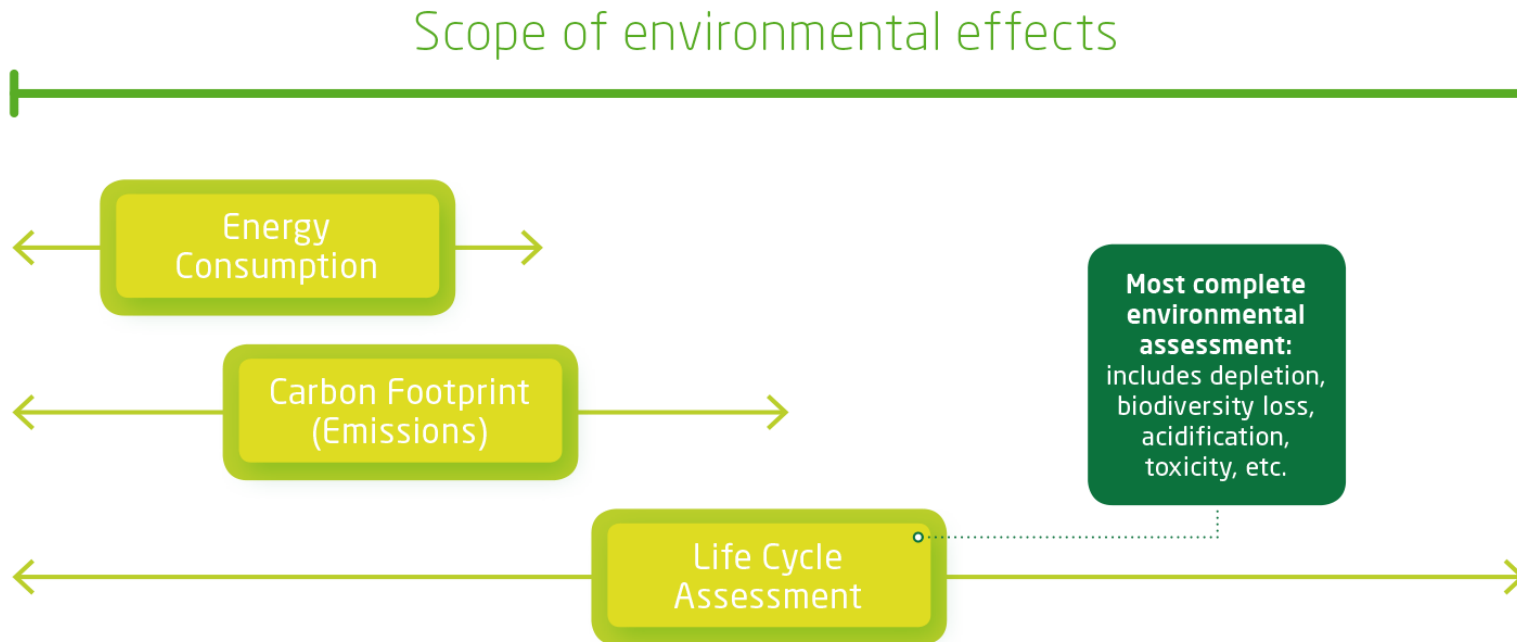 Scope of environmental effects
Energy
Consumption
Carbon Footprint
(Emissions)
Most complete
environmental
assessment:
includes depletion,
biodiversity loss,
acidification,
toxicity, etc.
Life Cycle
Assessment